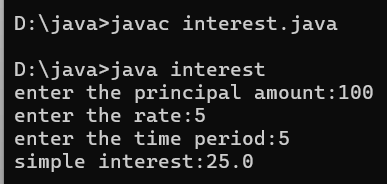 D:\java>javac interest.java
D:\java>java interest
enter the principal amount:100
enter the rate:5
enter the time period:5
simple interest:25.0